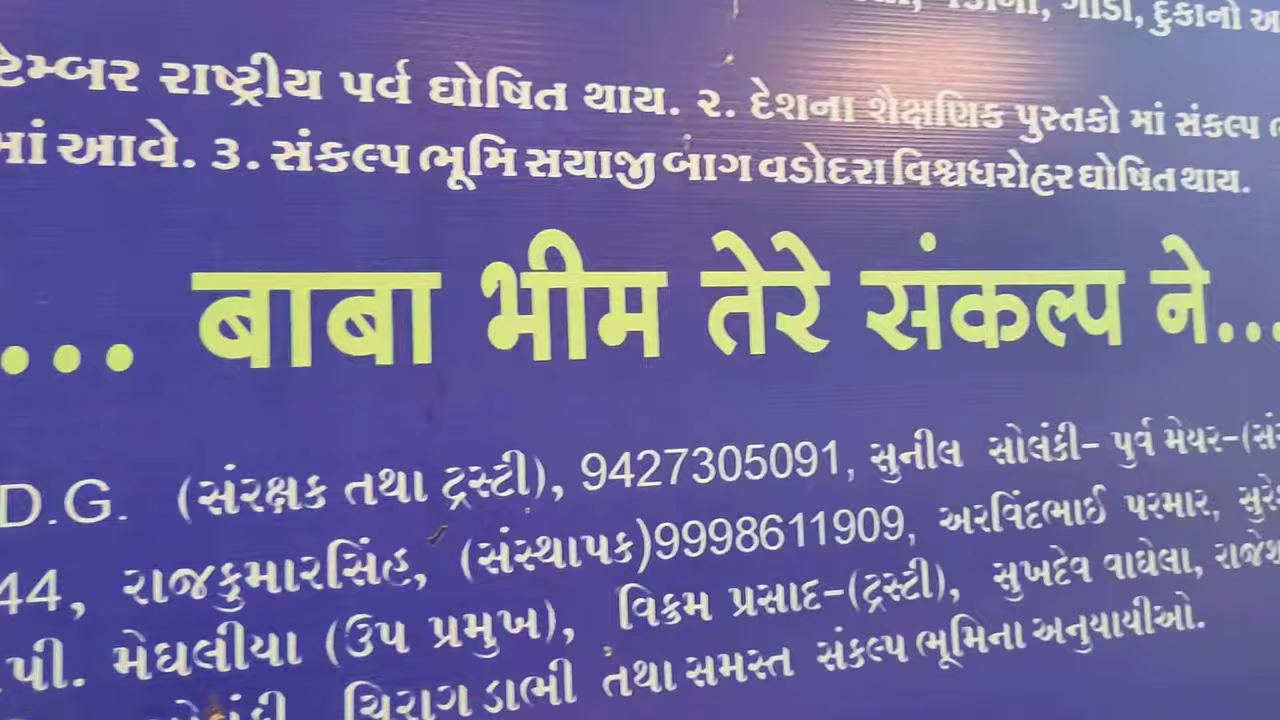 ગાડી, દુકાનો
રાષ્ટ્રીય પર્વ ઘોષિત થાય. ૨. દેશના શૈક્ષણિક પુસ્તકો માં સંકલ્પ
માં આવે. ૩. સંકલ્પ ભૂમિ સયાજી બાગ વડોદરા વિશ્વધરોહર ઘોષિત થાય.
... बाबा भीम तेरे संकल्प ने...
D.G. (સંરક્ષક તથા ટ્રસ્ટી), 9427305091, સુનીલ સોલંકી- પુર્વ મેયર-
44, રાજકુમારસિંહ, (સંસ્થાપક)9998611909, અરવિંદભાઈ પરમાર,
પી. મેઘલીયા (ઉપ પ્રમુખ), વિક્રમ પ્રસાદ-(ટ્રસ્ટી), સુખદેવ વાઘેલા,
ચિરાગ ડાભી તથા સમસ્ત સંકલ્પ ભૂમિના અનુયાયીઓ.